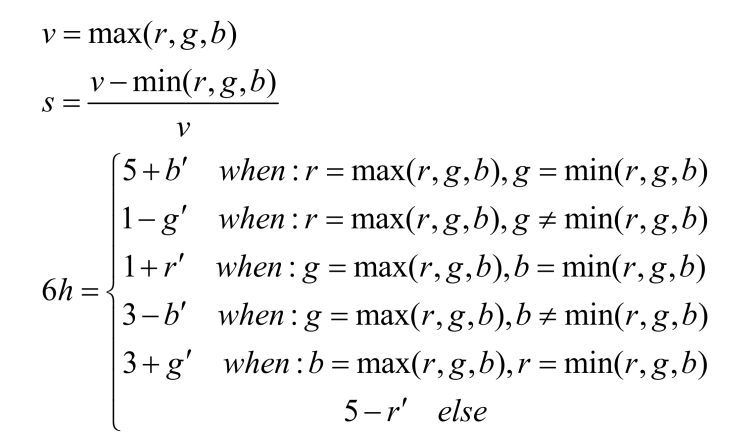 v = max(r, g, b)
s = \frac{v - min(r, g, b)}{v}
6h = { 5 + b′ when : r = max(r, g, b), g = min(r, g, b)
1 − g′ when : r = max(r, g, b), g ≠ min(r, g, b)
1 + r′ when : g = max(r, g, b), b = min(r, g, b)
3 − b′ when : g = max(r, g, b), b ≠ min(r, g, b)
3 + g′ when : b = max(r, g, b), r = min(r, g, b)
5 − r′ else